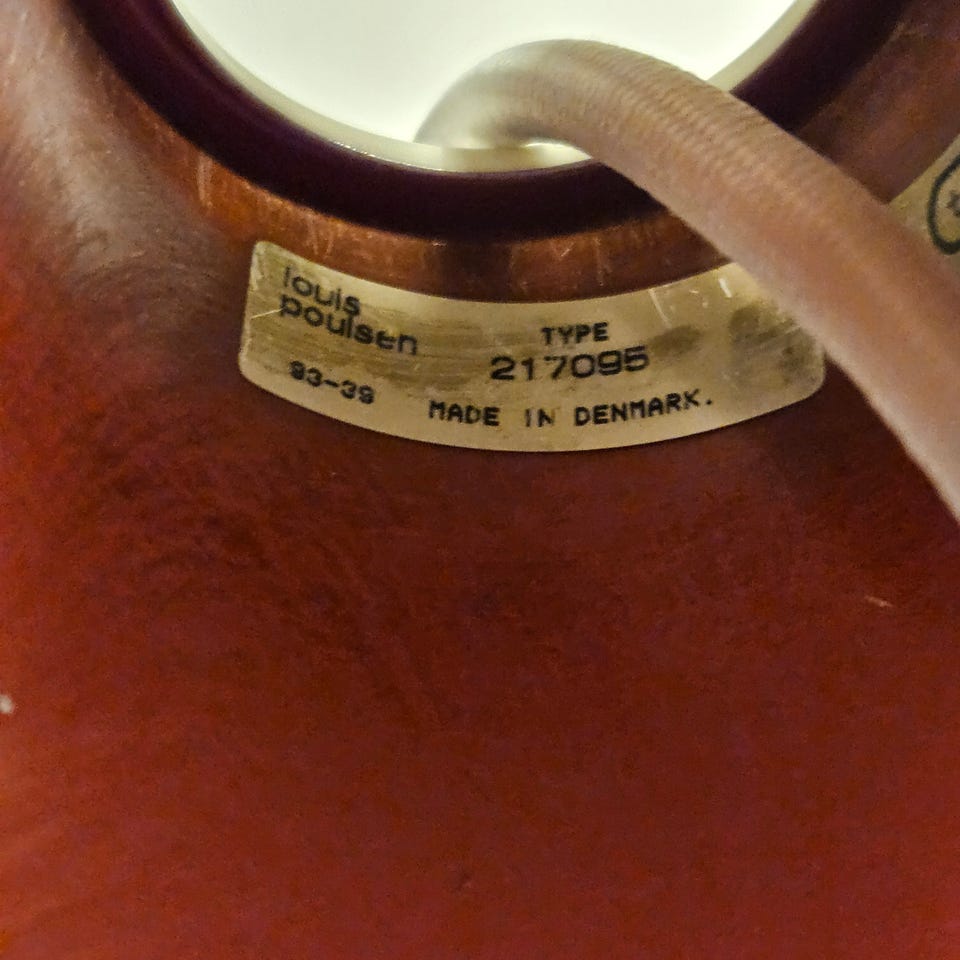 louis
poulsen
TYPE
217095
93-39
MADE IN DENMARK.